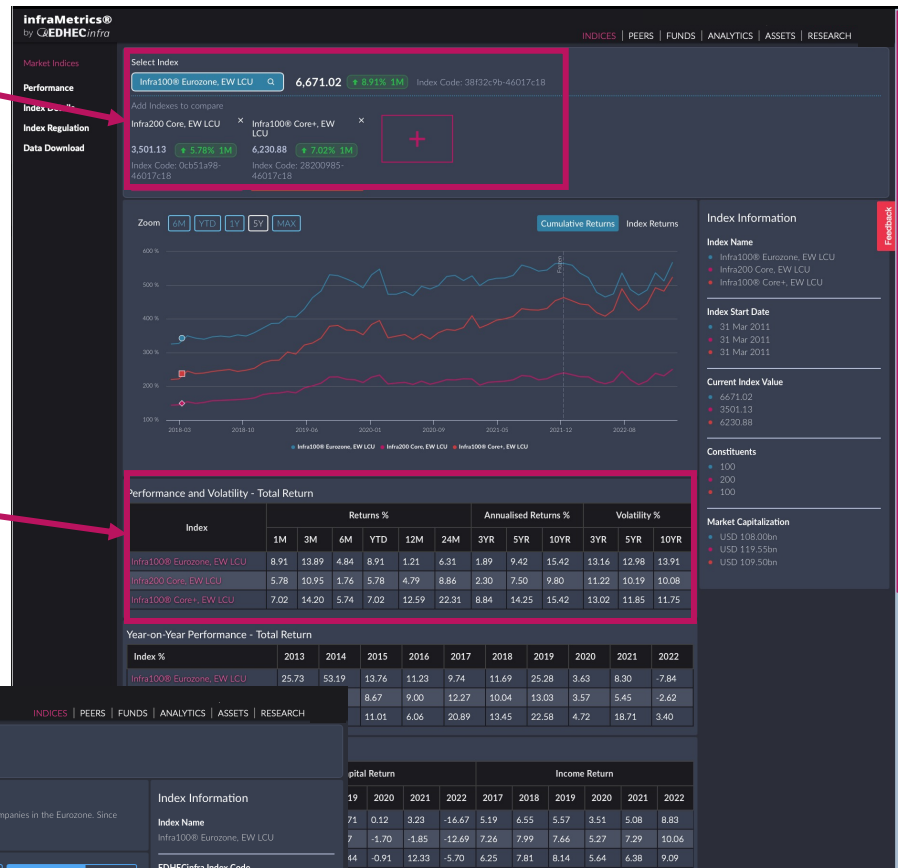 infraMetrics®
by EDHECinfra
INDICES | PEERS | FUNDS | ANALYTICS | ASSETS | RESEARCH
Market Indices
Performance
Index Details
Index Regulation
Data Download
Select Index
Infra100® Eurozone, EW LCU 6,671.02 8.91% 1M Index Code: 38f32c9b-46017c18
Add Indexes to compare
Infra200 Core, EW LCU ×
3,501.13 5.78% 1M
Index Code: 0cb51a98-
46017c18
Infra100® Core+, EW ×
LCU
6,230.88 7.02% 1M
Index Code: 28200985-
46017c18
+
Zoom 6M YTD 1Y 5Y MAX
Cumulative Returns Index Returns
600 %
500 %
400 %
300 %
200 %
100 %
Frozen
2018-03 2018-10 2019-06 2020-01 2020-09 2021-05 2021-12 2022-08
Infra100® Eurozone, EW LCU Infra200 Core, EW LCU Infra100® Core+, EW LCU
Index Information
Index Name
Infra100® Eurozone, EW LCU
Infra200 Core, EW LCU
Infra100® Core+, EW LCU
Index Start Date
31 Mar 2011
31 Mar 2011
31 Mar 2011
Current Index Value
6671.02
3501.13
6230.88
Constituents
100
200
100
Market Capitalization
USD 108.00bn
USD 119.55bn
USD 109.50bn
Feedback
Performance and Volatility - Total Return
Index Returns % Annualised Returns % Volatility %
1M 3M 6M YTD 12M 24M 3YR 5YR 10YR 3YR 5YR 10YR
Infra100® Eurozone, EW LCU 8.91 13.89 4.84 8.91 1.21 6.31 1.89 9.42 15.42 13.16 12.98 13.91
Infra200 Core, EW LCU 5.78 10.95 1.76 5.78 4.79 8.86 2.30 7.50 9.80 11.22 10.19 10.08
Infra100® Core+, EW LCU 7.02 14.20 5.74 7.02 12.59 22.31 8.84 14.25 15.42 13.02 11.85 11.75
Year-on-Year Performance - Total Return
Index % 2013 2014 2015 2016 2017 2018 2019 2020 2021 2022
Infra100® Eurozone, EW LCU 25.73 53.19 13.76 11.23 9.74 11.69 25.28 3.63 8.30 -7.84
8.67 9.00 12.27 10.04 13.03 3.57 5.45 -2.62
11.01 6.06 20.89 13.45 22.58 4.72 18.71 3.40
pital Return Income Return
19 2020 2021 2022 2017 2018 2019 2020 2021 2022
71 0.12 3.23 -16.67 5.19 6.55 5.57 3.51 5.08 8.83
7 -1.70 -1.85 -12.69 7.26 7.99 7.66 5.27 7.29 10.06
44 -0.91 12.33 -5.70 6.25 7.81 8.14 5.64 6.38 9.09
INDICES | PEERS | FUNDS | ANALYTICS | ASSETS | RESEARCH
mpanies in the Eurozone. Since
Index Information
Index Name
Infra100® Eurozone, EW LCU
EDHECinfra Index Code